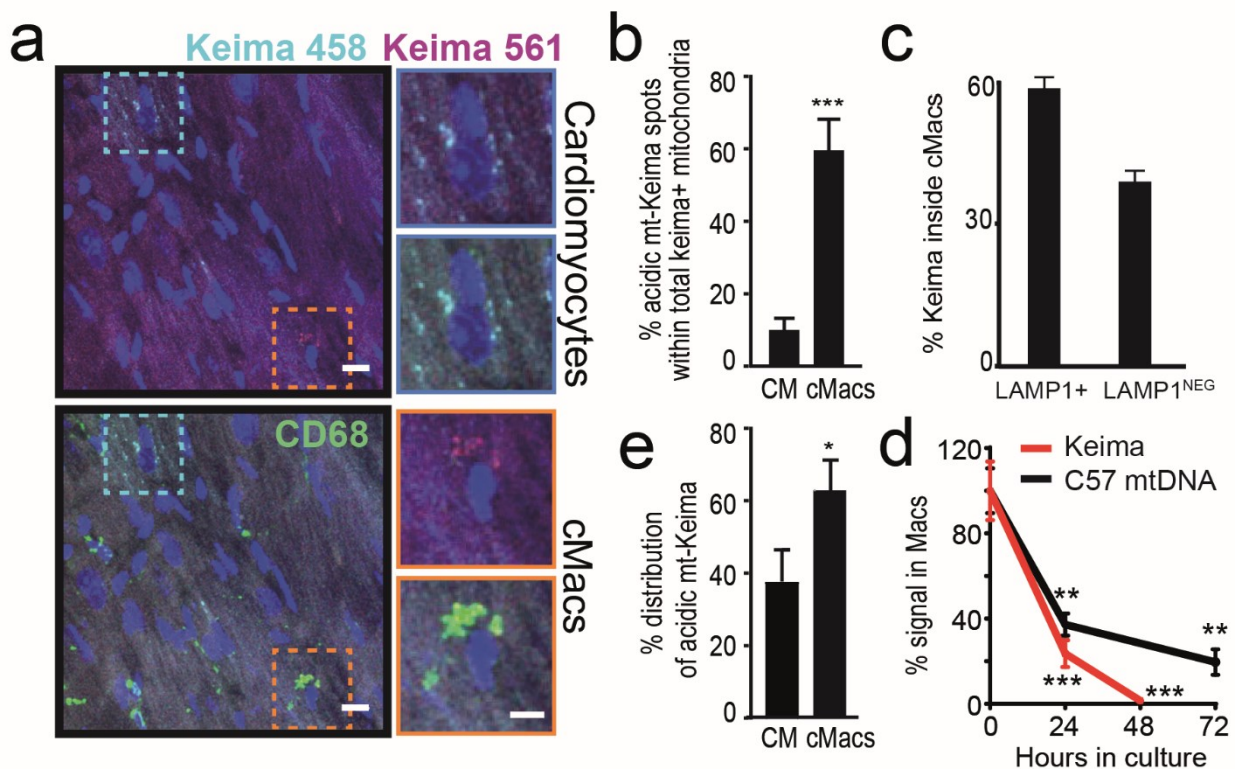 a
Keima 458 Keima 561
CD68
Cardiomyocytes
cMacs
b
% acidic mt-Keima spots
within total keima+ mitochondria
80
60
40
20
0
***
CM cMacs
c
% Keima inside cMacs
60
30
0
LAMP1+ LAMP1NEG
e
% distribution
of acidic mt-Keima
80
60
40
20
0
*
CM cMacs
d
Keima
C57 mtDNA
% signal in Macs
120
80
40
0
**
***
***
**
0 24 48 72
Hours in culture